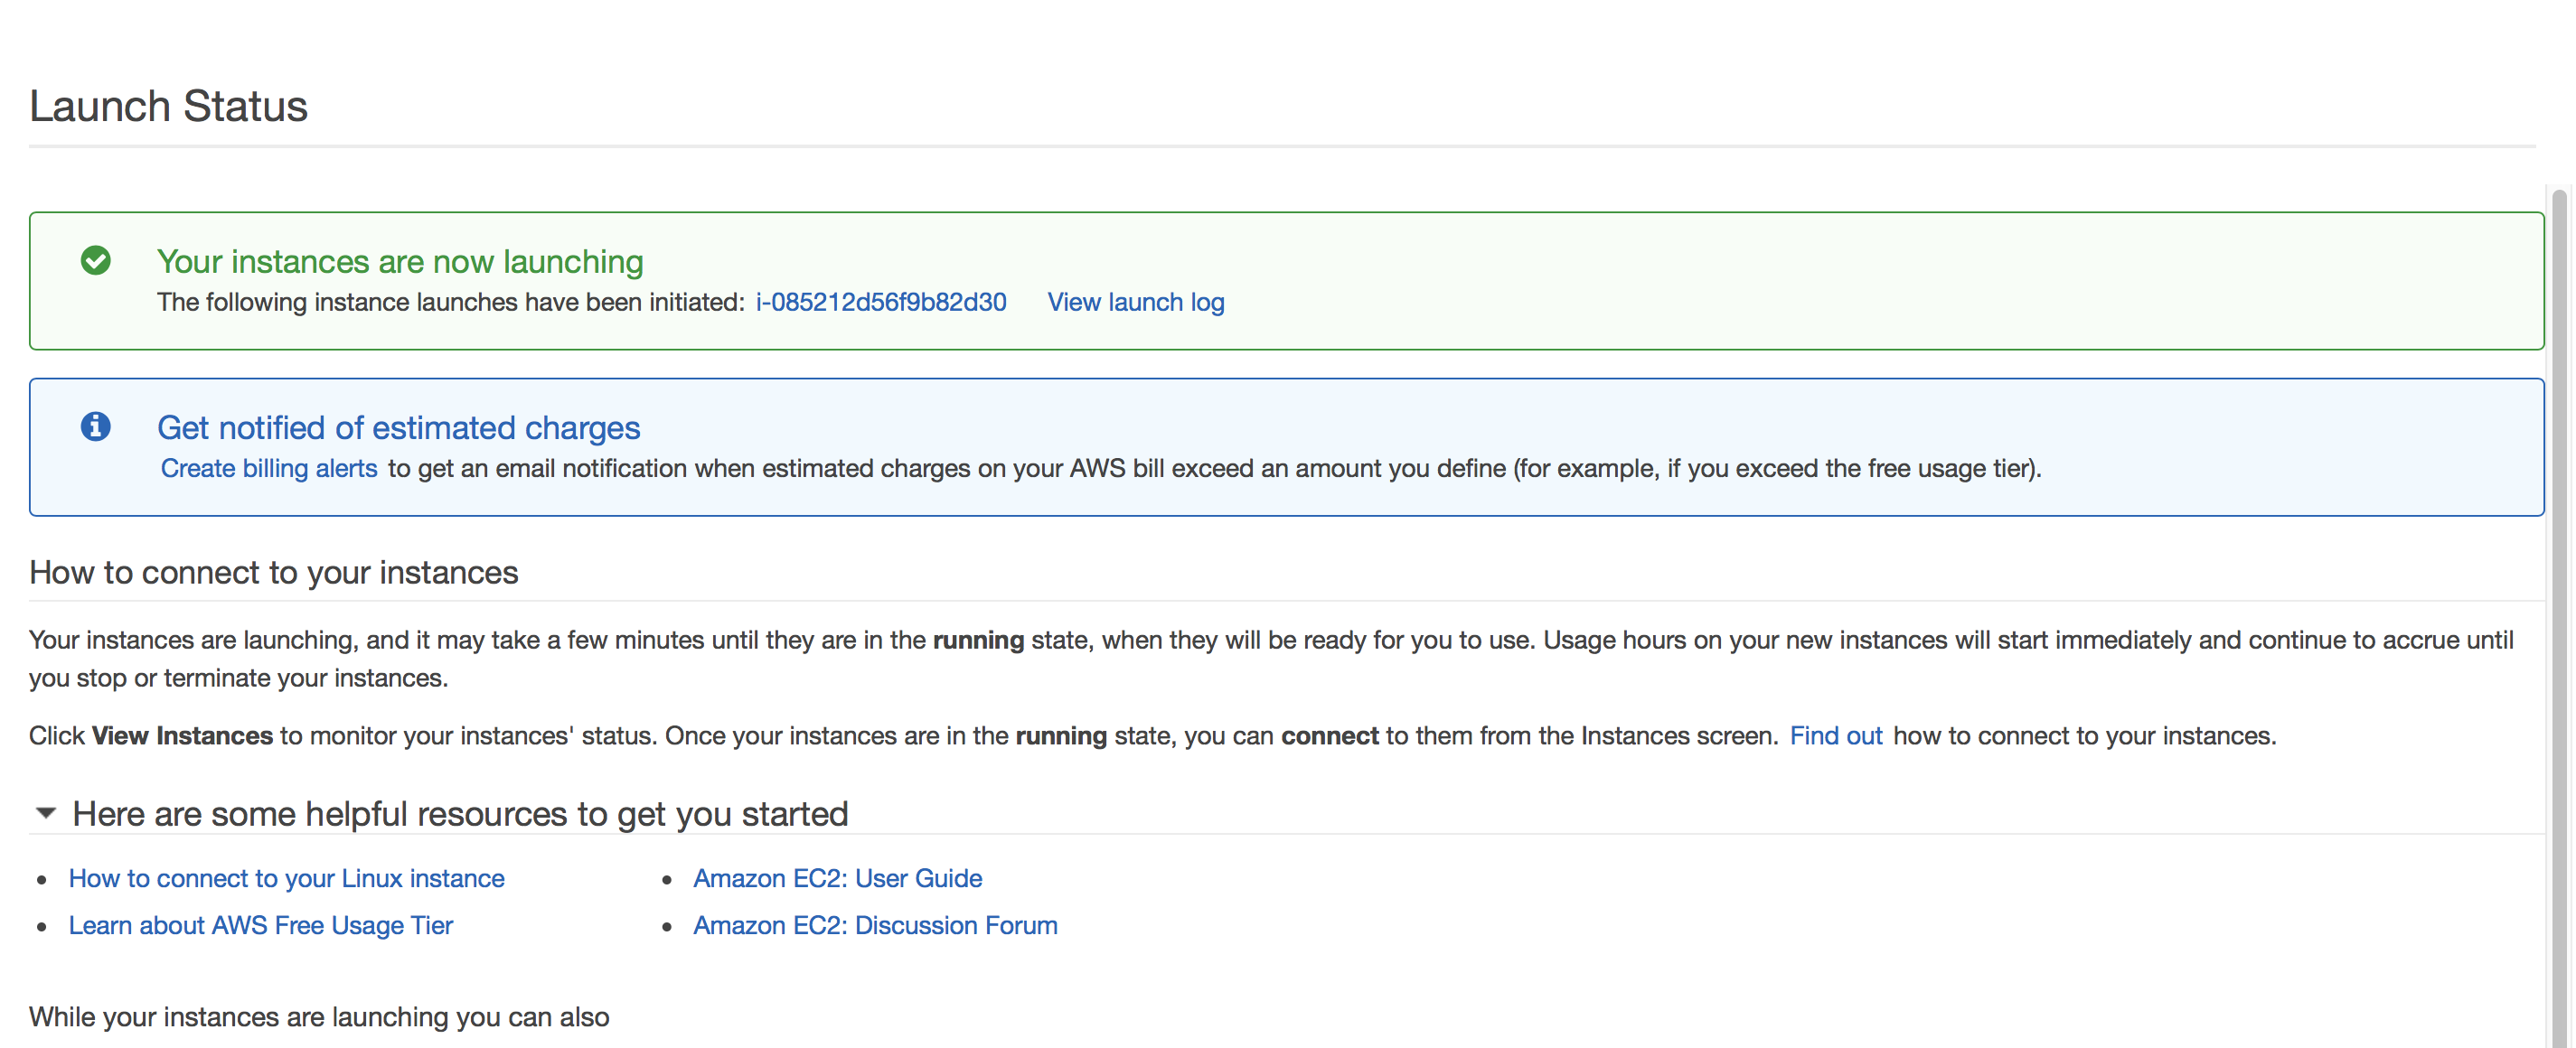 Launch Status
Your instances are now launching
The following instance launches have been initiated: i-085212d56f9b82d30 View launch log
Get notified of estimated charges
Create billing alerts to get an email notification when estimated charges on your AWS bill exceed an amount you define (for example, if you exceed the free usage tier).
How to connect to your instances
Your instances are launching, and it may take a few minutes until they are in the running state, when they will be ready for you to use. Usage hours on your new instances will start immediately and continue to accrue until
you stop or terminate your instances.
Click View Instances to monitor your instances' status. Once your instances are in the running state, you can connect to them from the Instances screen. Find out how to connect to your instances.
Here are some helpful resources to get you started
• How to connect to your Linux instance
• Learn about AWS Free Usage Tier
• Amazon EC2: User Guide
• Amazon EC2: Discussion Forum
While your instances are launching you can also